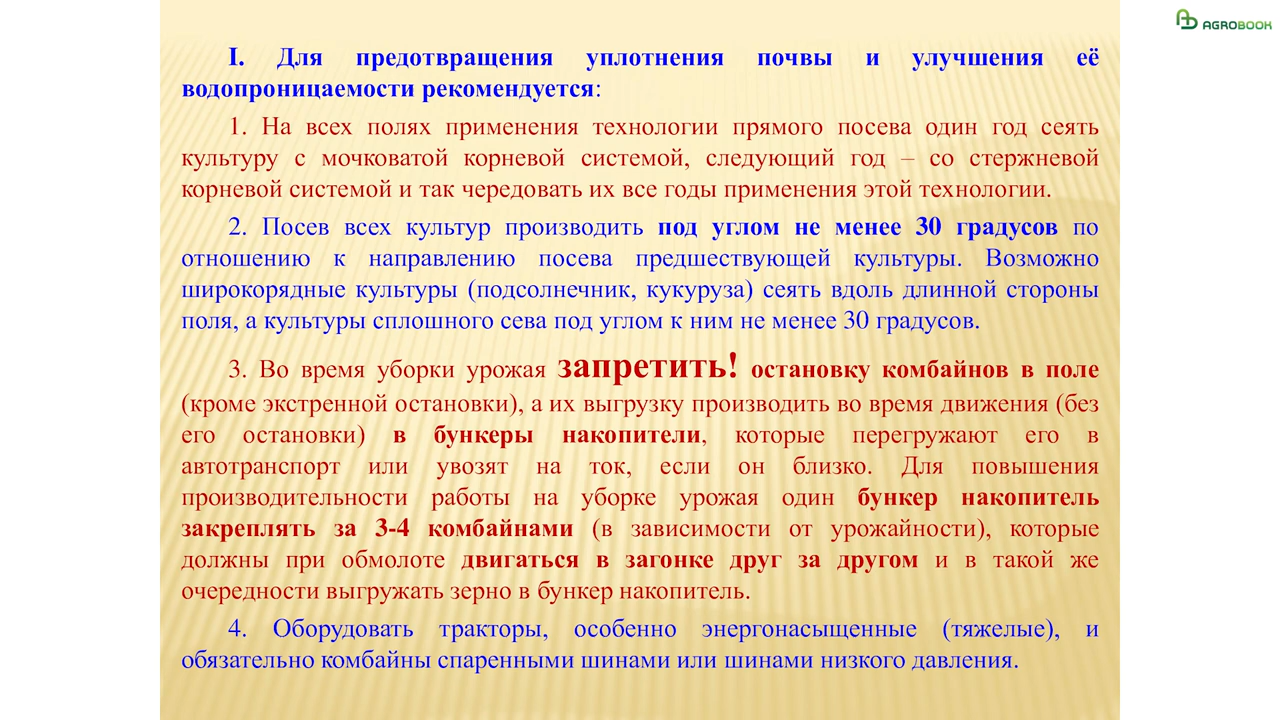 AGROBOOK
I. Для предотвращения уплотнения почвы и улучшения её
водопроницаемости рекомендуется:
1. На всех полях применения технологии прямого посева один год сеять
культуру с мочковатой корневой системой, следующий год – со стержневой
корневой системой и так чередовать их все годы применения этой технологии.
2. Посев всех культур производить под углом не менее 30 градусов по
отношению к направлению посева предшествующей культуры. Возможно
широкорядные культуры (подсолнечник, кукуруза) сеять вдоль длинной стороны
поля, а культуры сплошного сева под углом к ним не менее 30 градусов.
3. Во время уборки урожая запретить! остановку комбайнов в поле
(кроме экстренной остановки), а их выгрузку производить во время движения (без
его остановки) в бункеры накопители, которые перегружают его в
автотранспорт или увозят на ток, если он близко. Для повышения
производительности работы на уборке урожая один бункер накопитель
закреплять за 3-4 комбайнами (в зависимости от урожайности), которые
должны при обмолоте двигаться в загонке друг за другом и в такой же
очередности выгружать зерно в бункер накопитель.
4. Оборудовать тракторы, особенно энергонасыщенные (тяжелые), и
обязательно комбайны спаренными шинами или шинами низкого давления.